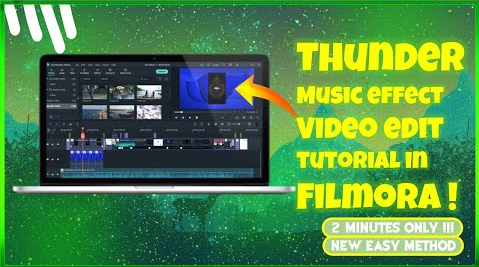 Thunder
Music effect
Video edit
Tutorial in
Filmora !
2 MINUTES ONLY !!!
NEW EASY METHOD